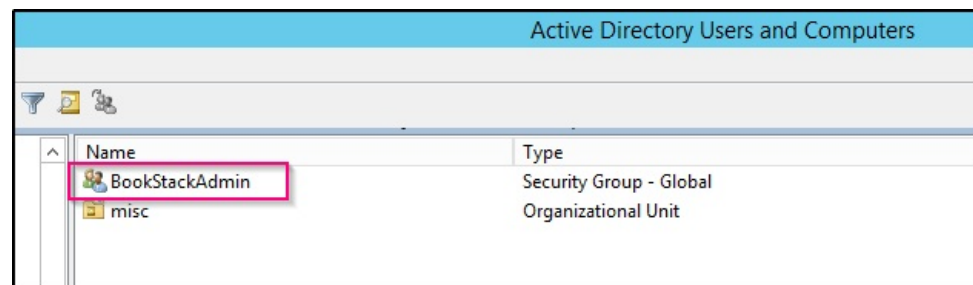 Active Directory Users and Computers
Name Type
BookStackAdmin Security Group - Global
misc Organizational Unit